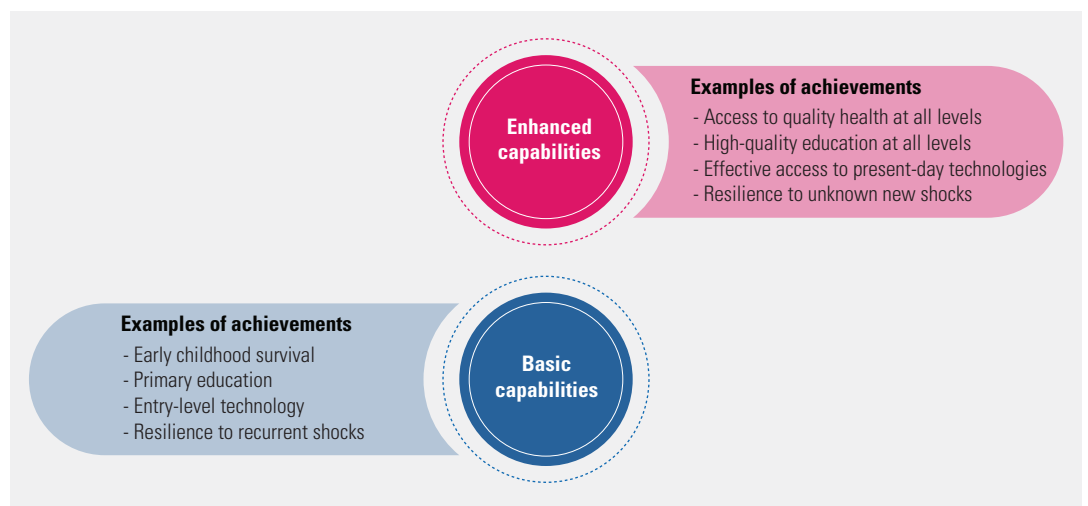 Enhanced
capabilities
Examples of achievements
- Access to quality health at all levels
- High-quality education at all levels
- Effective access to present-day technologies
- Resilience to unknown new shocks
Examples of achievements
- Early childhood survival
- Primary education
- Entry-level technology
- Resilience to recurrent shocks
Basic
capabilities